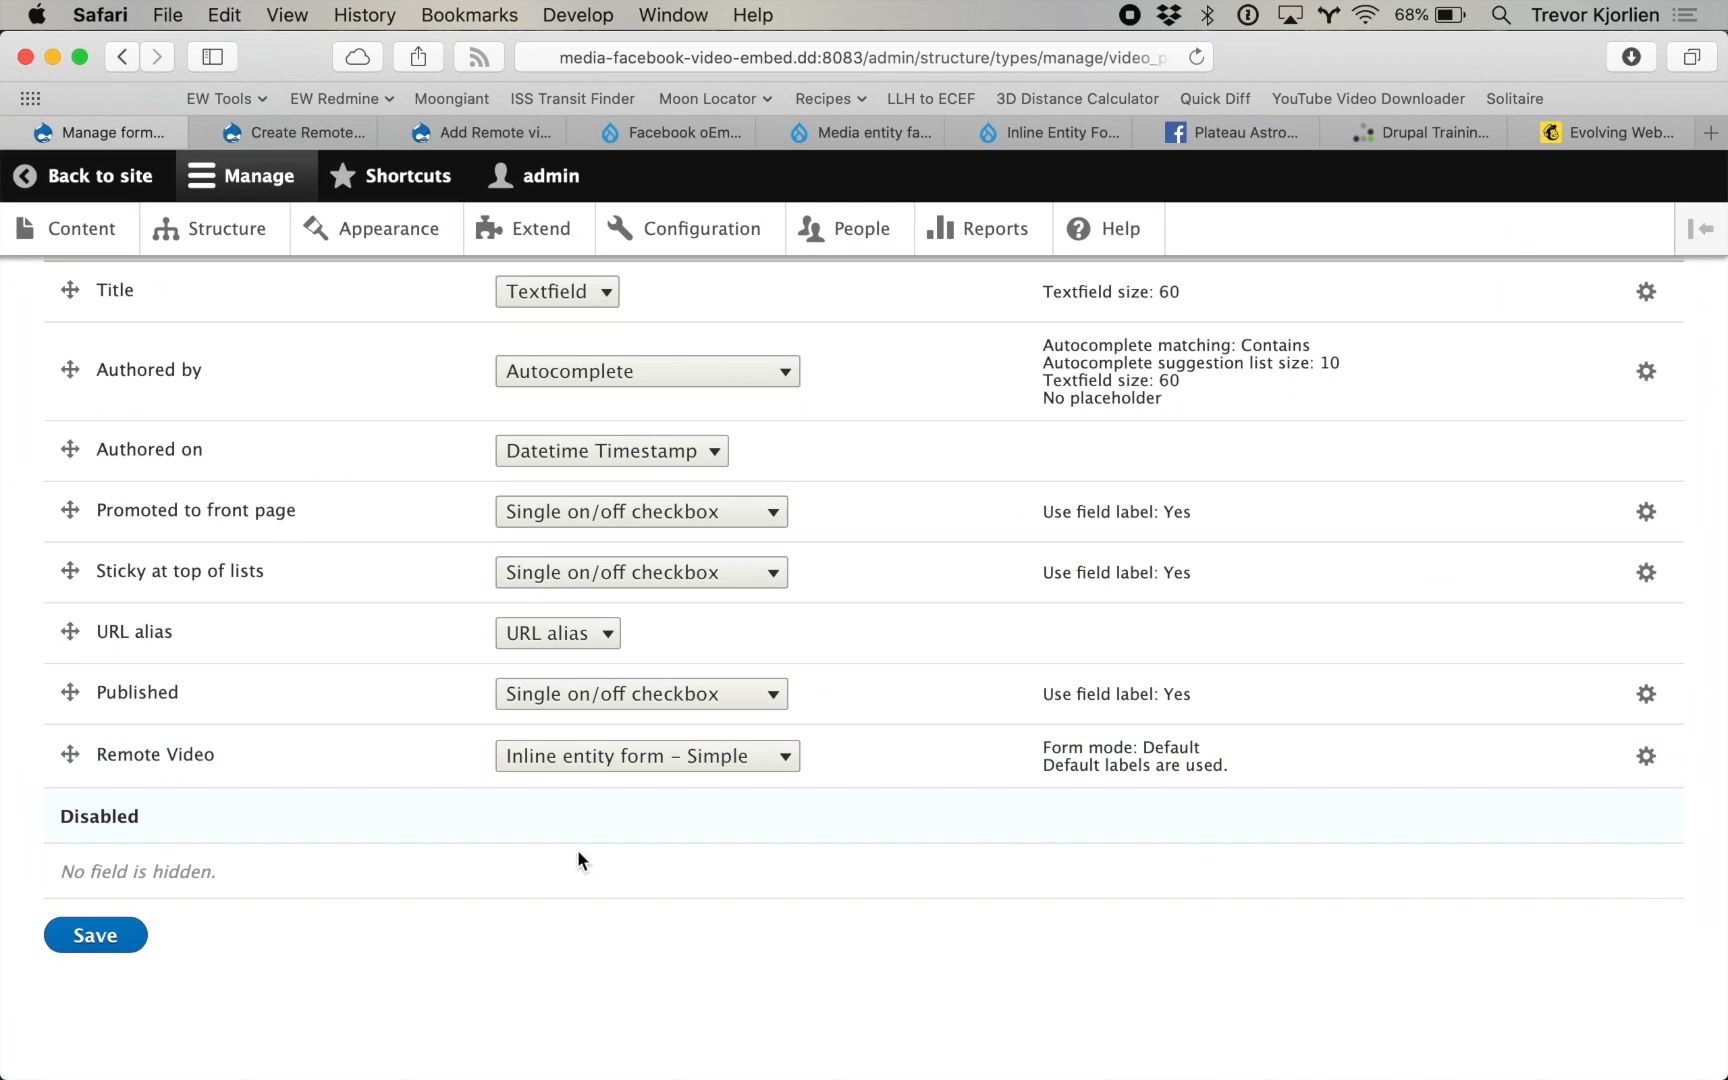 Safari File Edit View History Bookmarks Develop Window Help 68% Trevor Kjorlien
media-facebook-video-embed.dd:8083/admin/structure/types/manage/video_p
EW Tools EW Redmine Moongiant ISS Transit Finder Moon Locator Recipes LLH to ECEF 3D Distance Calculator Quick Diff YouTube Video Downloader Solitaire
Manage form... Create Remote... Add Remote vi... Facebook oEm... Media entity fa... Inline Entity Fo... Plateau Astro... Drupal Trainin... Evolving Web...
Back to site Manage Shortcuts admin
Content Structure Appearance Extend Configuration People Reports Help
Title Textfield Textfield size: 60
Authored by Autocomplete Autocomplete matching: Contains
Autocomplete suggestion list size: 10
Textfield size: 60
No placeholder
Authored on Datetime Timestamp
Promoted to front page Single on/off checkbox Use field label: Yes
Sticky at top of lists Single on/off checkbox Use field label: Yes
URL alias URL alias
Published Single on/off checkbox Use field label: Yes
Remote Video Inline entity form – Simple Form mode: Default
Default labels are used.
Disabled
No field is hidden.
Save